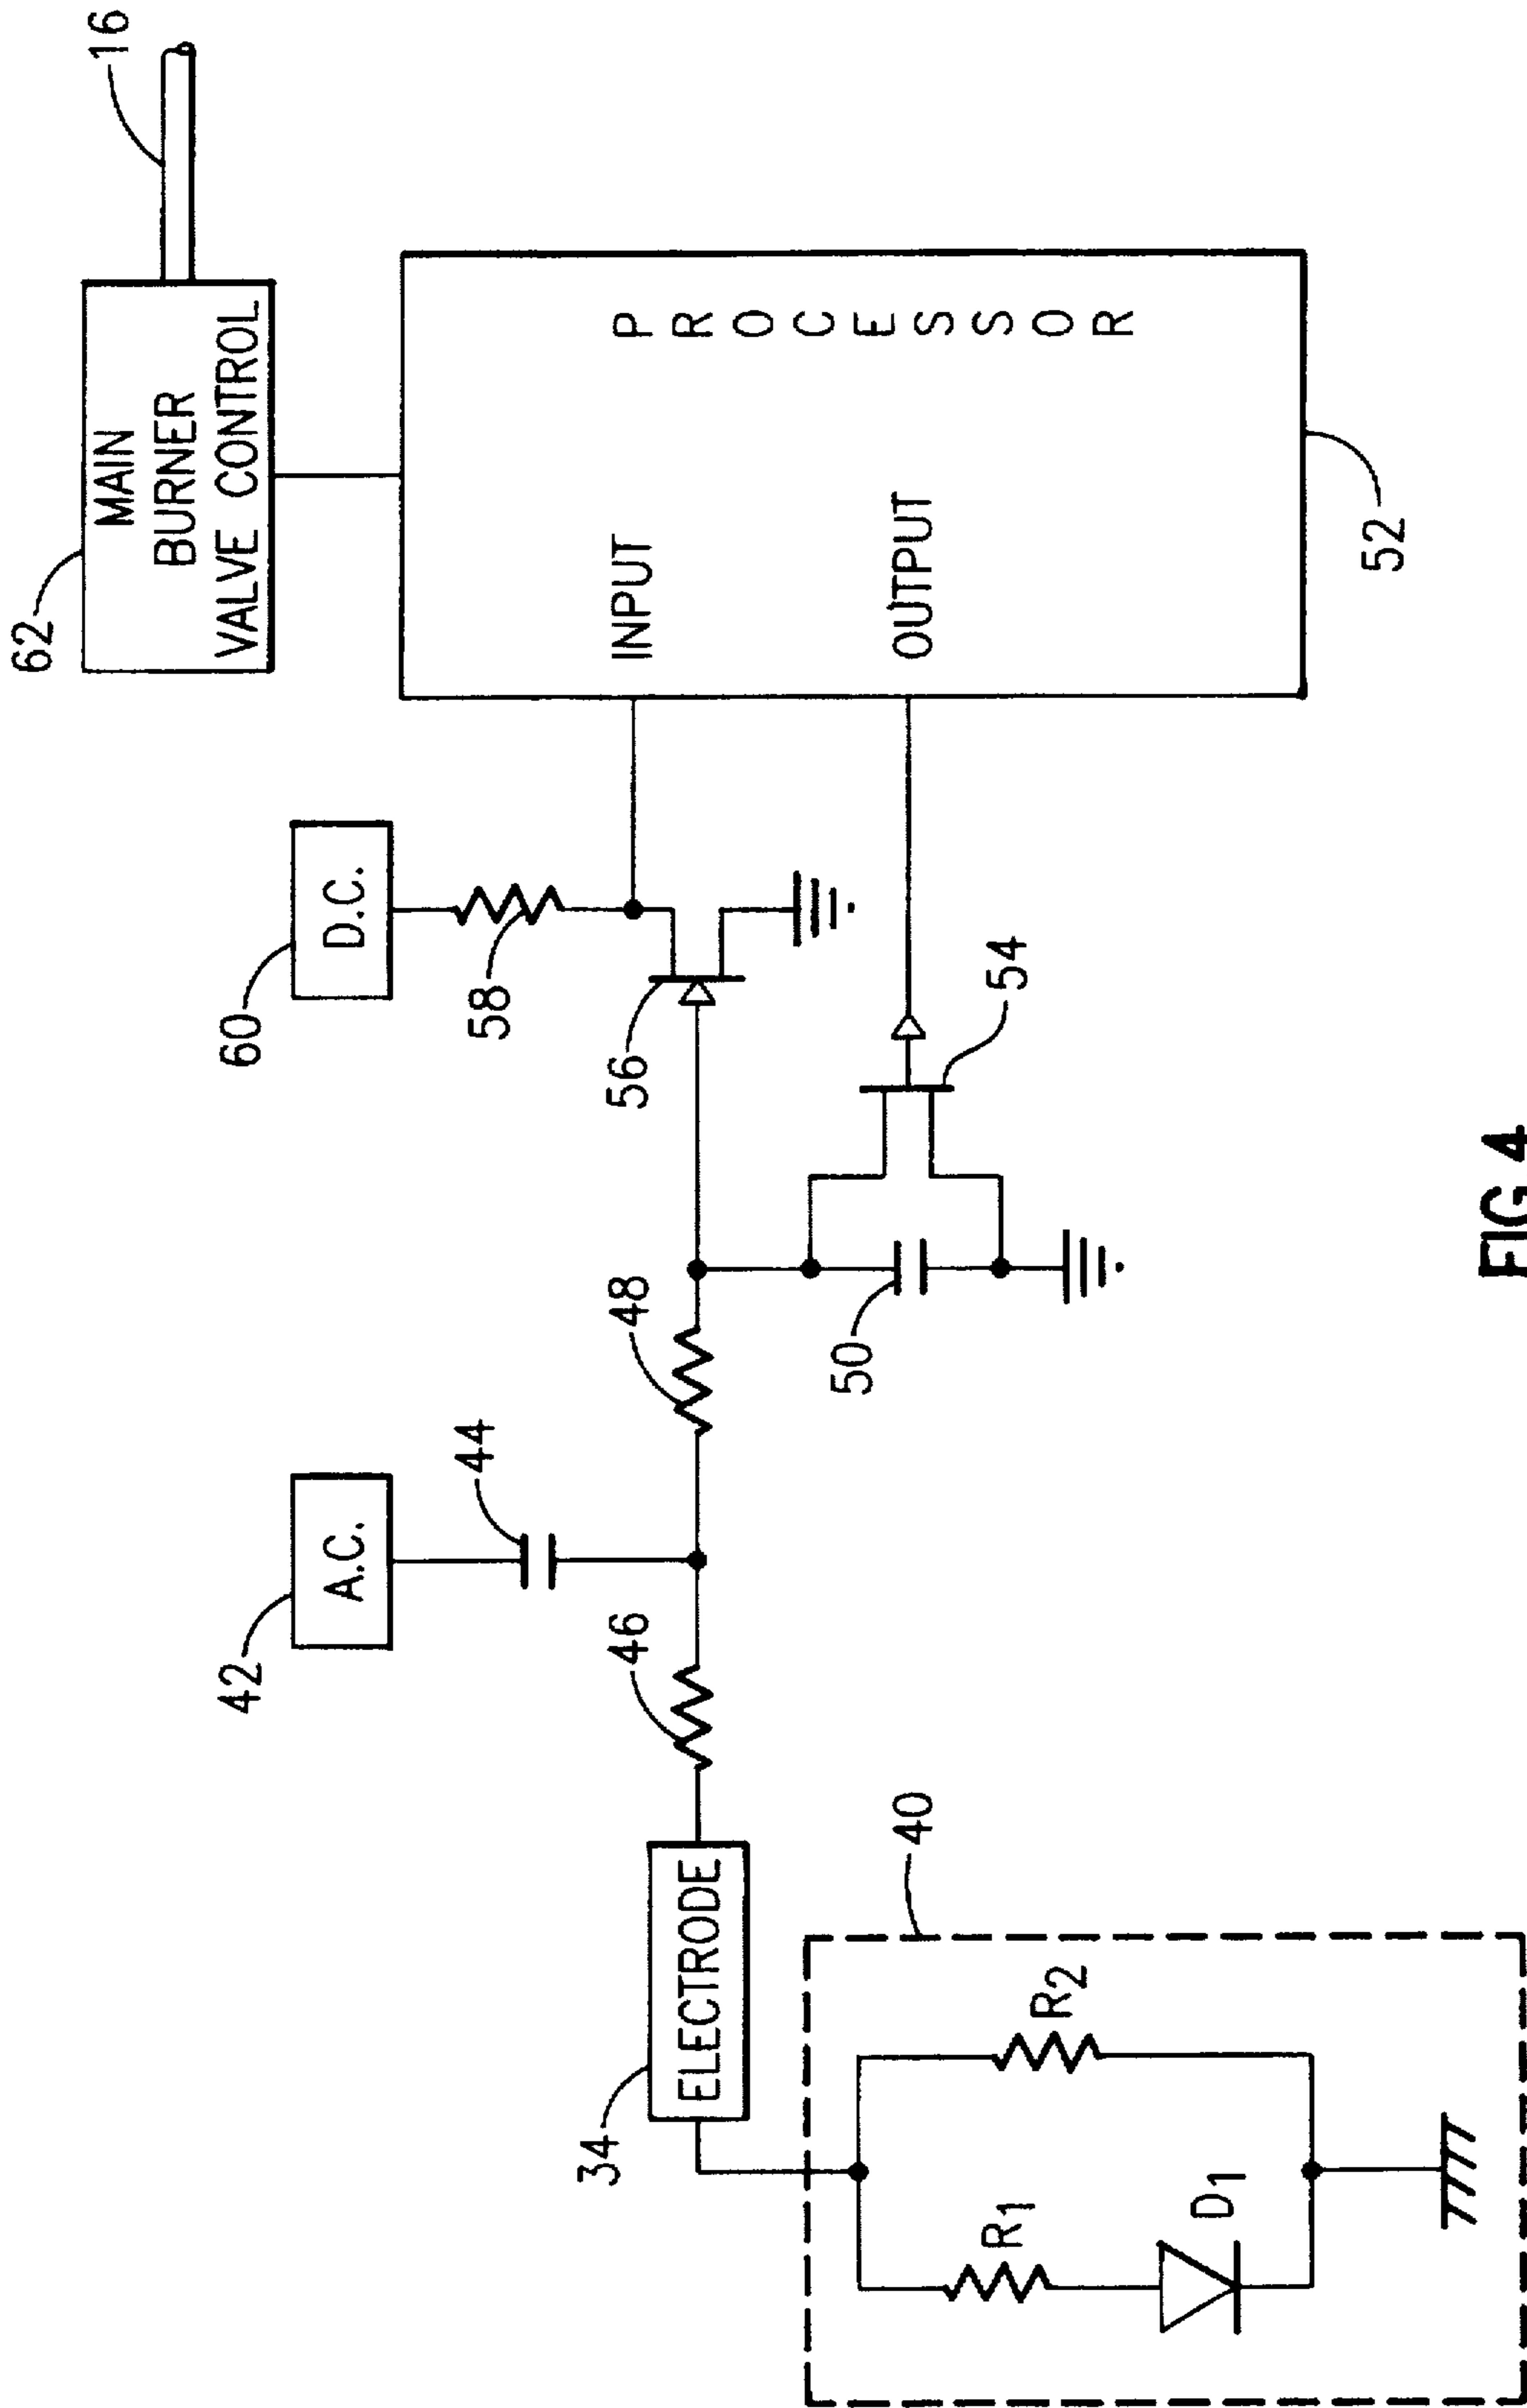 16
62
MAIN
BURNER
VALVE CONTROL
60
D.C.
58
56
INPUT
PROCESSOR
OUTPUT
52
54
42
A.C.
44
46
48
50
34
ELECTRODE
40
R1
R2
D1
FIG.4